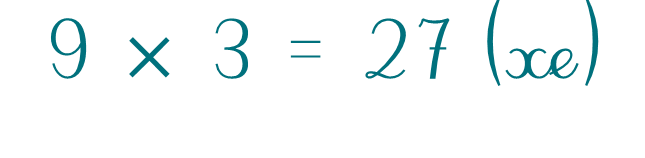 9 × 3 = 27 (xe)